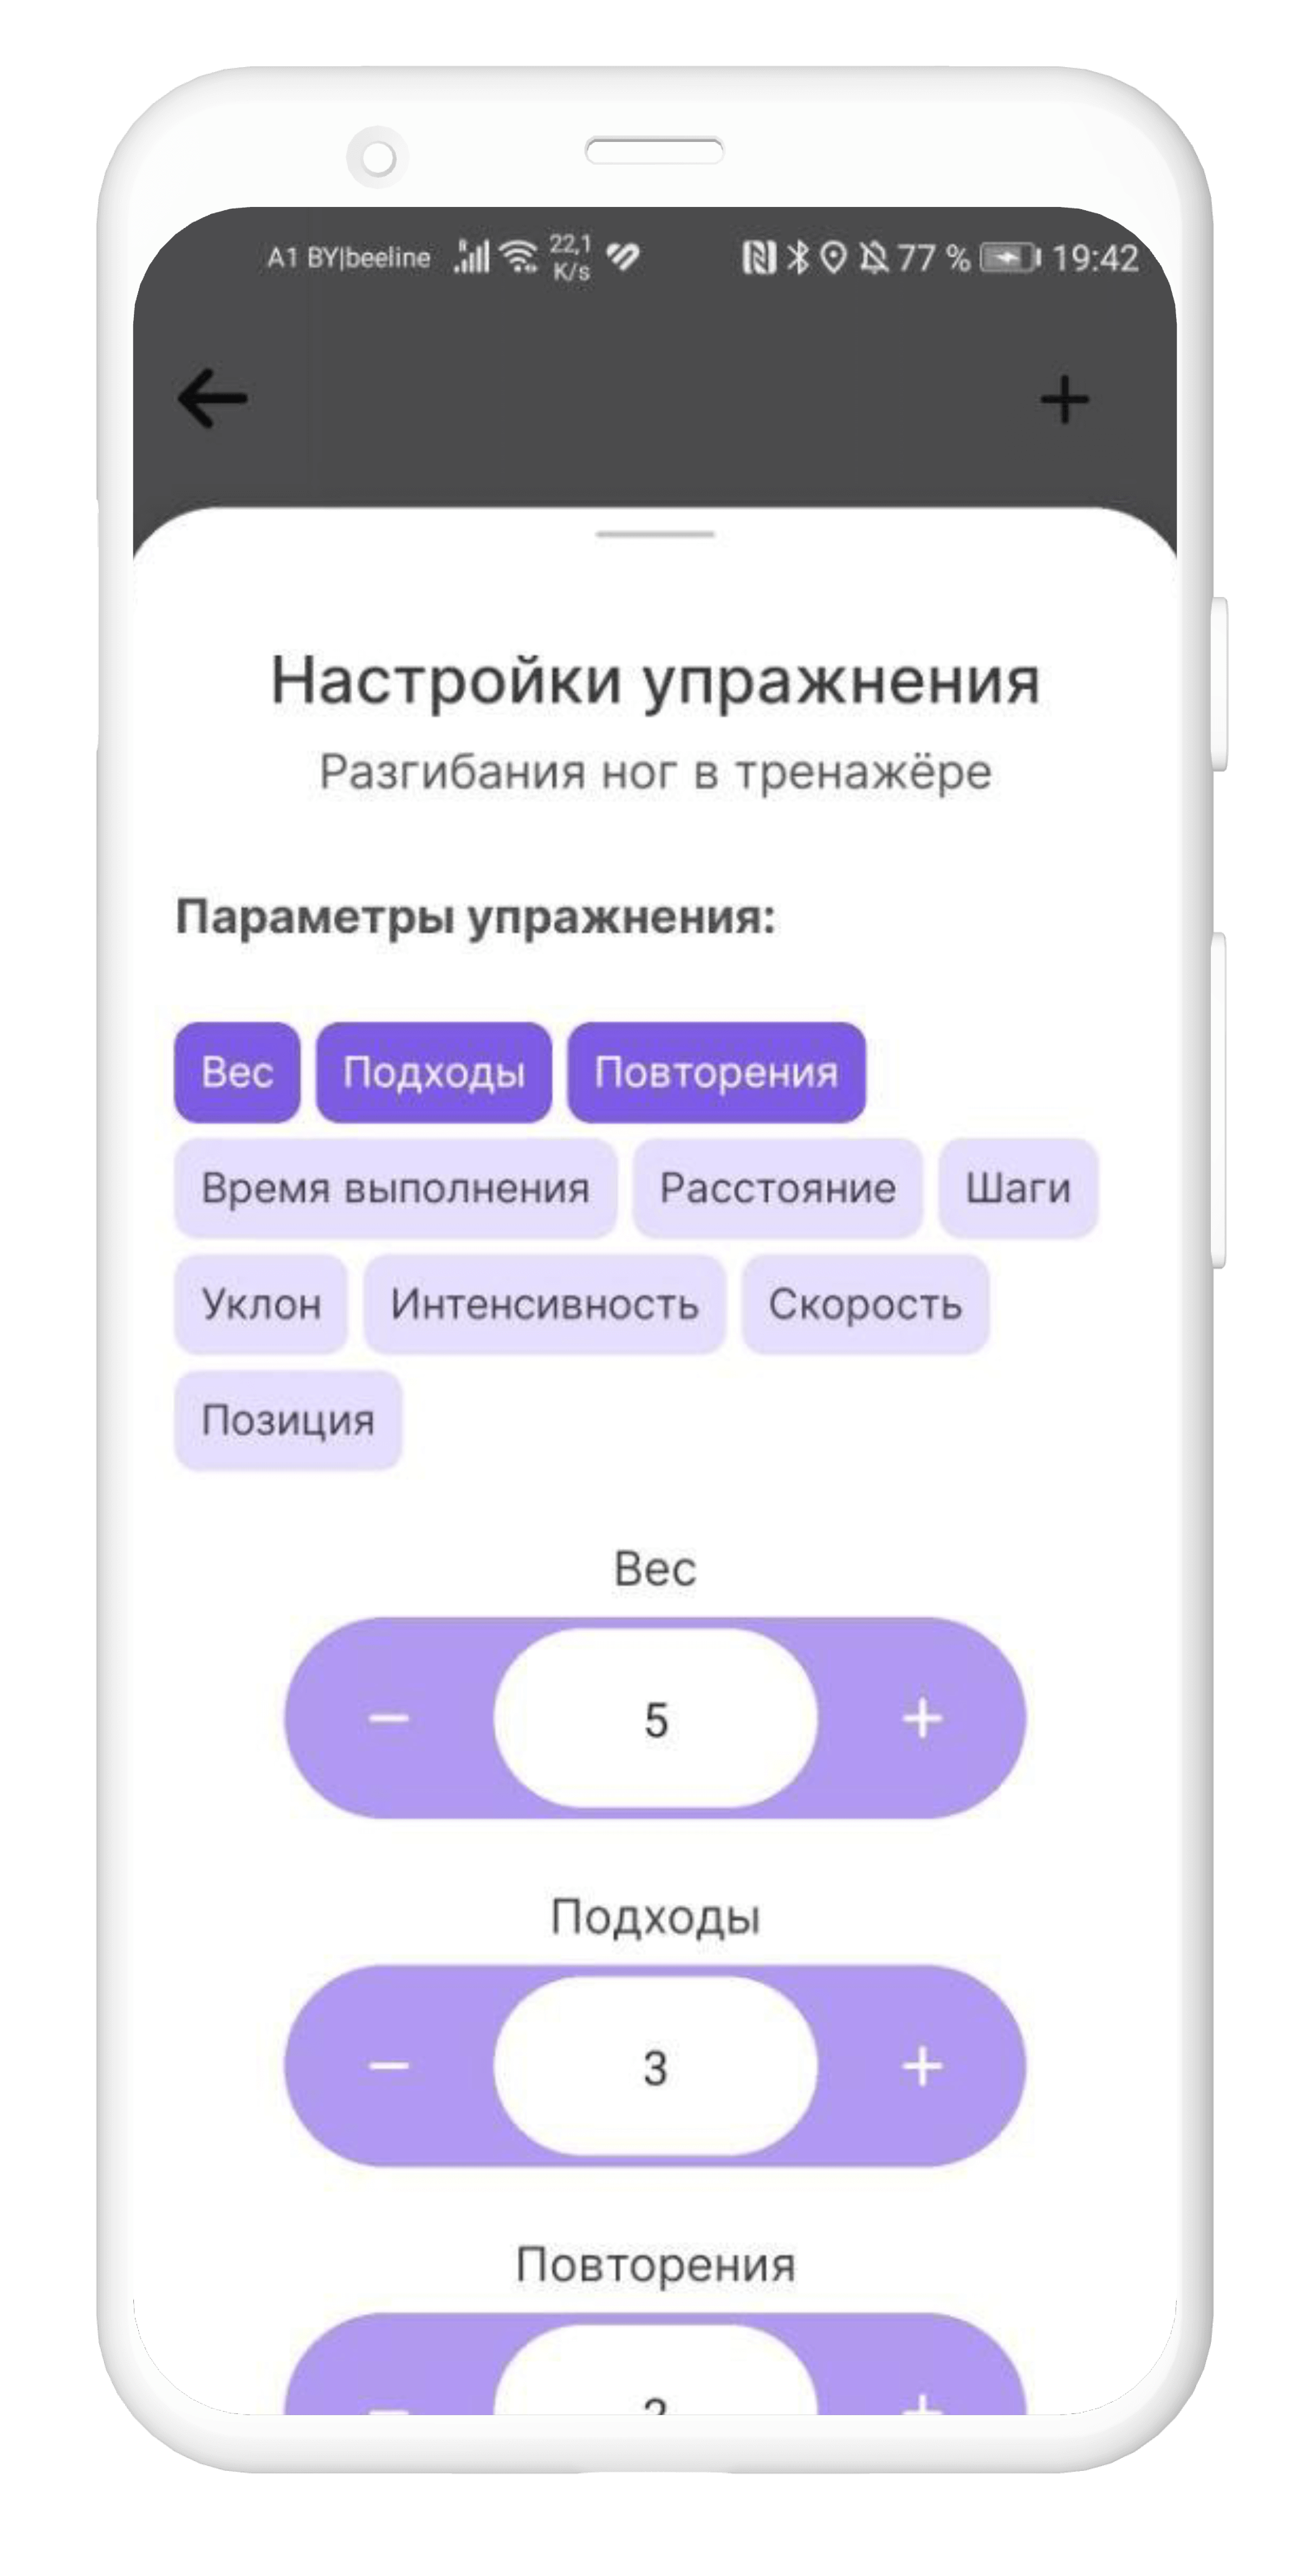 A1 BY|beeline 22,1 K/s 77 % 19:42
Настройки упражнения
Разгибания ног в тренажёре
Параметры упражнения:
Вес Подходы Повторения
Время выполнения Расстояние Шаги
Уклон Интенсивность Скорость
Позиция
Вес
− 5 +
Подходы
− 3 +
Повторения